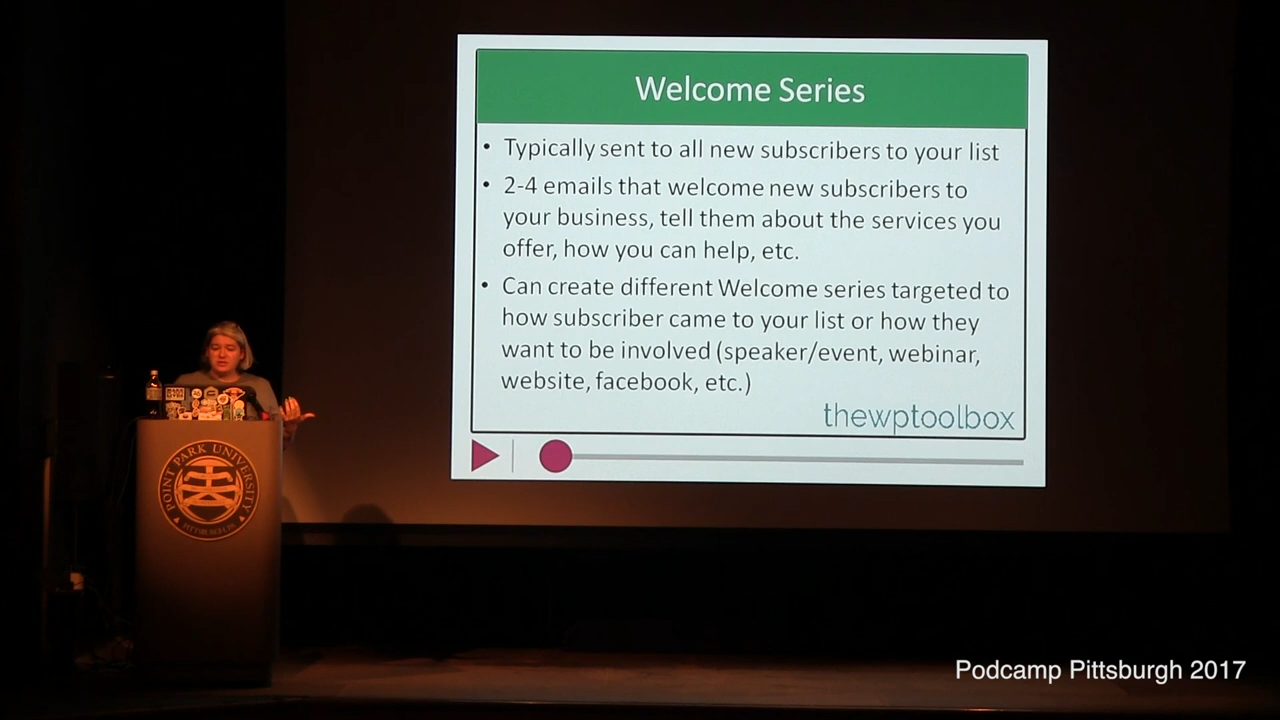 Welcome Series
• Typically sent to all new subscribers to your list
• 2-4 emails that welcome new subscribers to
your business, tell them about the services you
offer, how you can help, etc.
• Can create different Welcome series targeted to
how subscriber came to your list or how they
want to be involved (speaker/event, webinar,
website, facebook, etc.)
thewptoolbox
POINT PARK UNIVERSITY
Podcamp Pittsburgh 2017